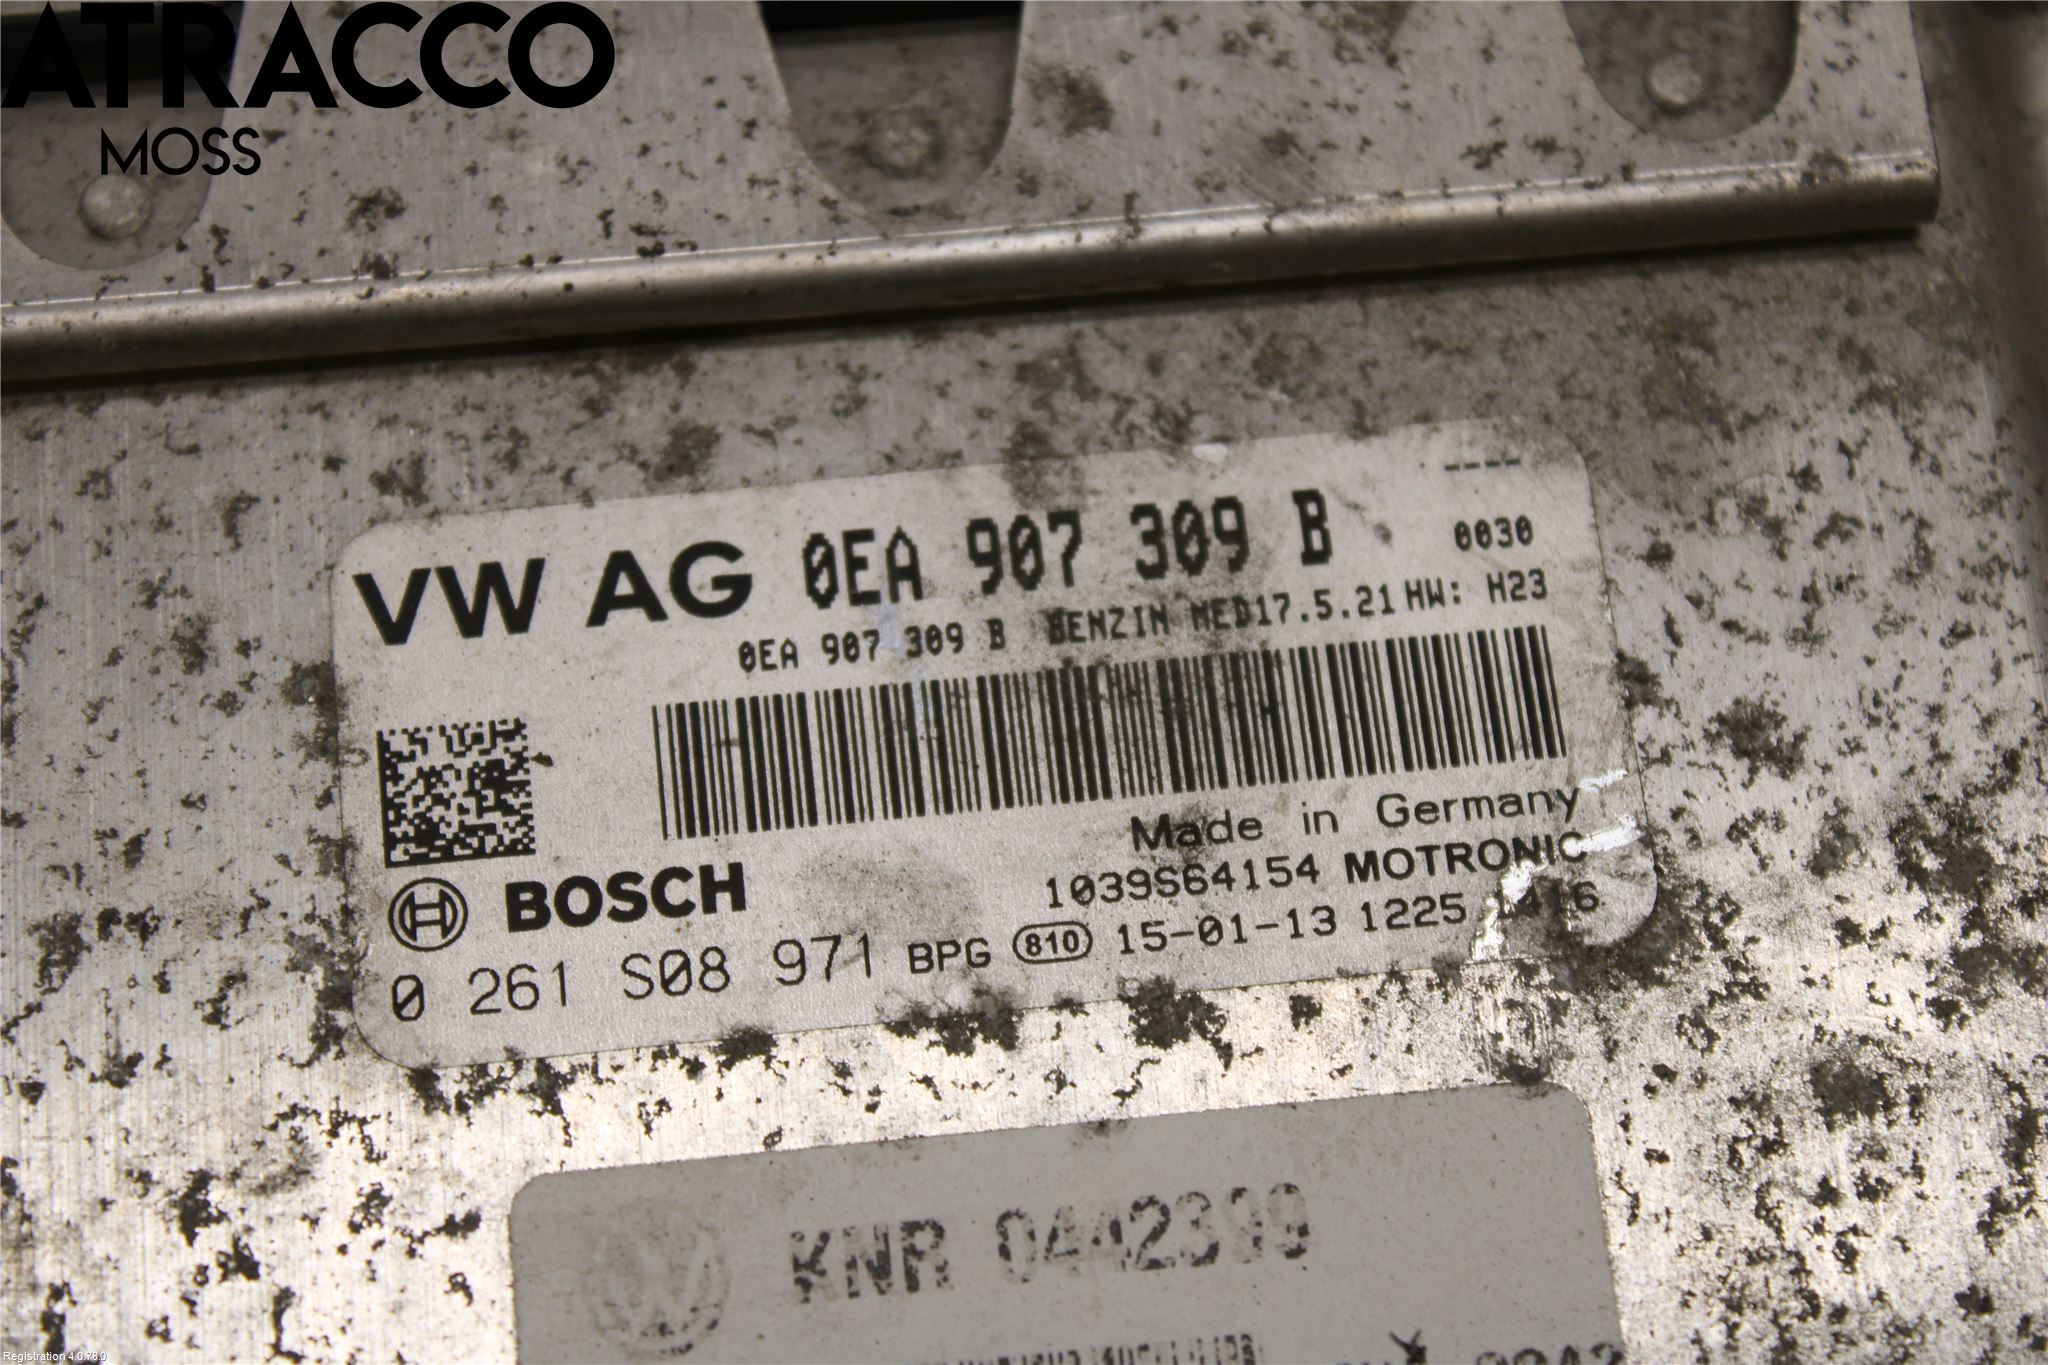 ATRACCO
MOSS
----
VW AG 0EA 907 309 B 0030
0EA 907 309 B BENZIN MED17.5.21 HW: H23
Made in Germany
BOSCH 1039S64154 MOTRONIC
0 261 S08 971 BPG 810 15-01-13 1225
KNR 0442399
Registration 4.0.78.0